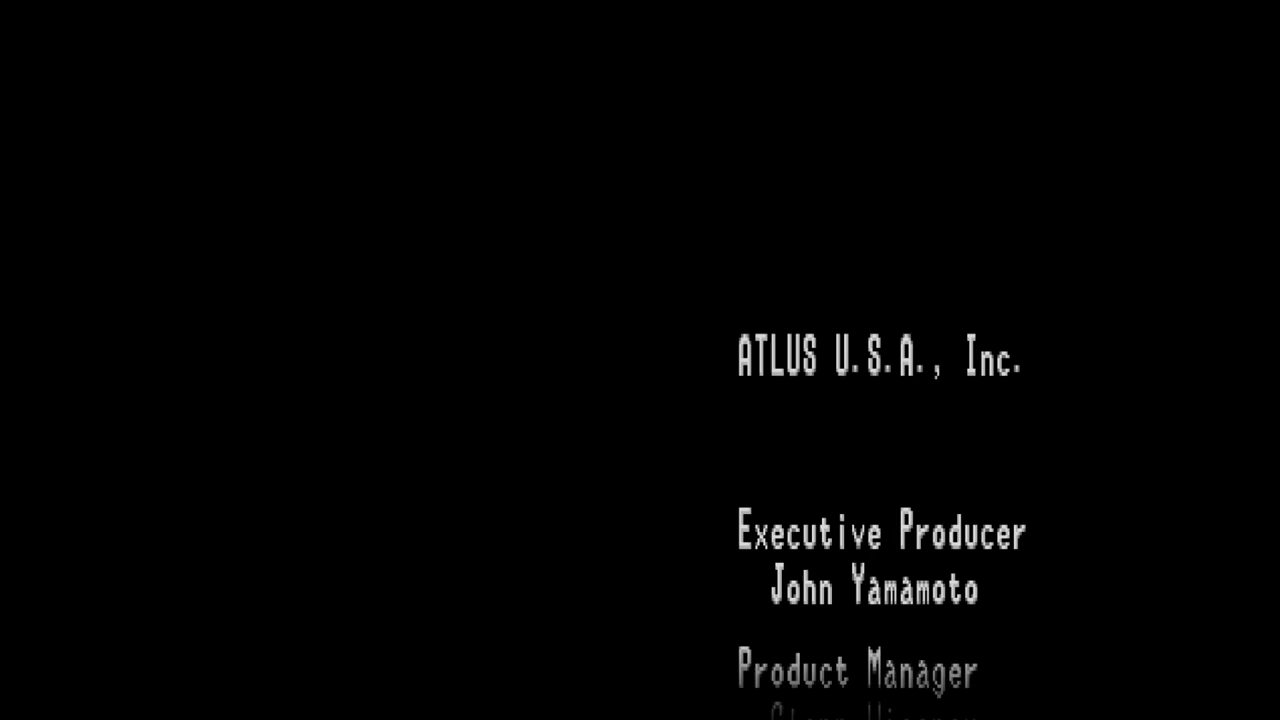 ATLUS U.S.A., Inc.
Executive Producer
John Yamamoto
Product Manager